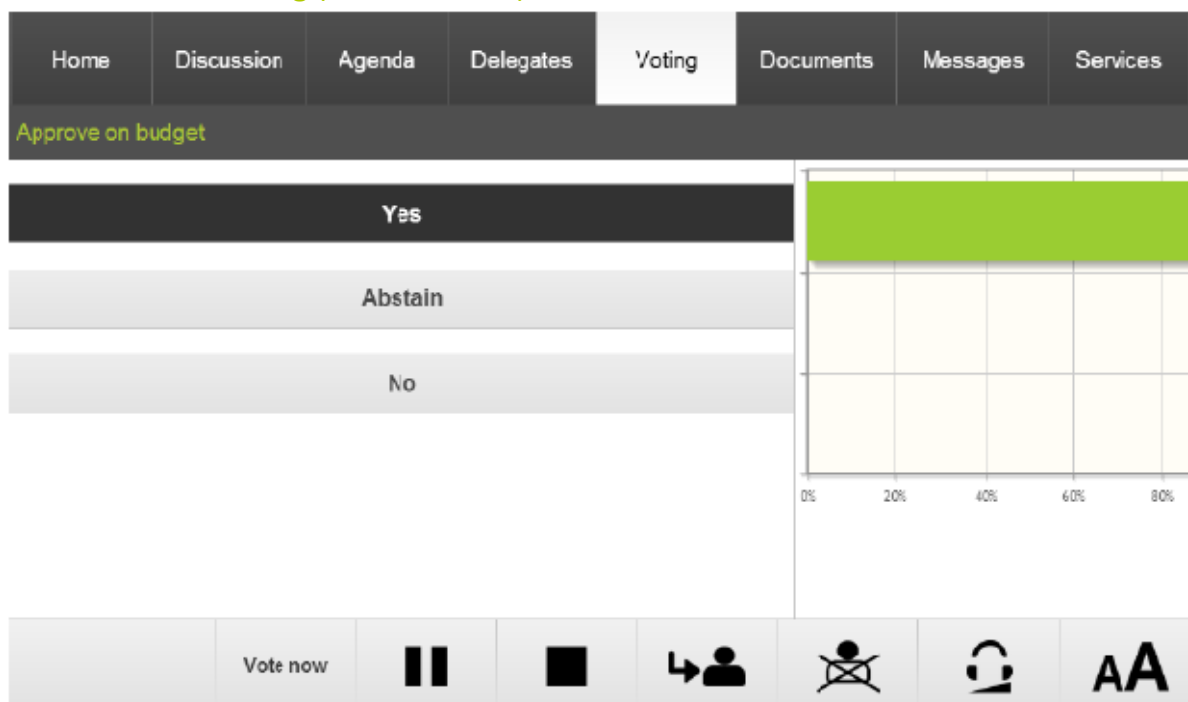 Home Discussion Agenda Delegates Voting Documents Messages Services
Approve on budget
Yes
Abstain
No
0% 20% 40% 60% 80%
Vote now
AA